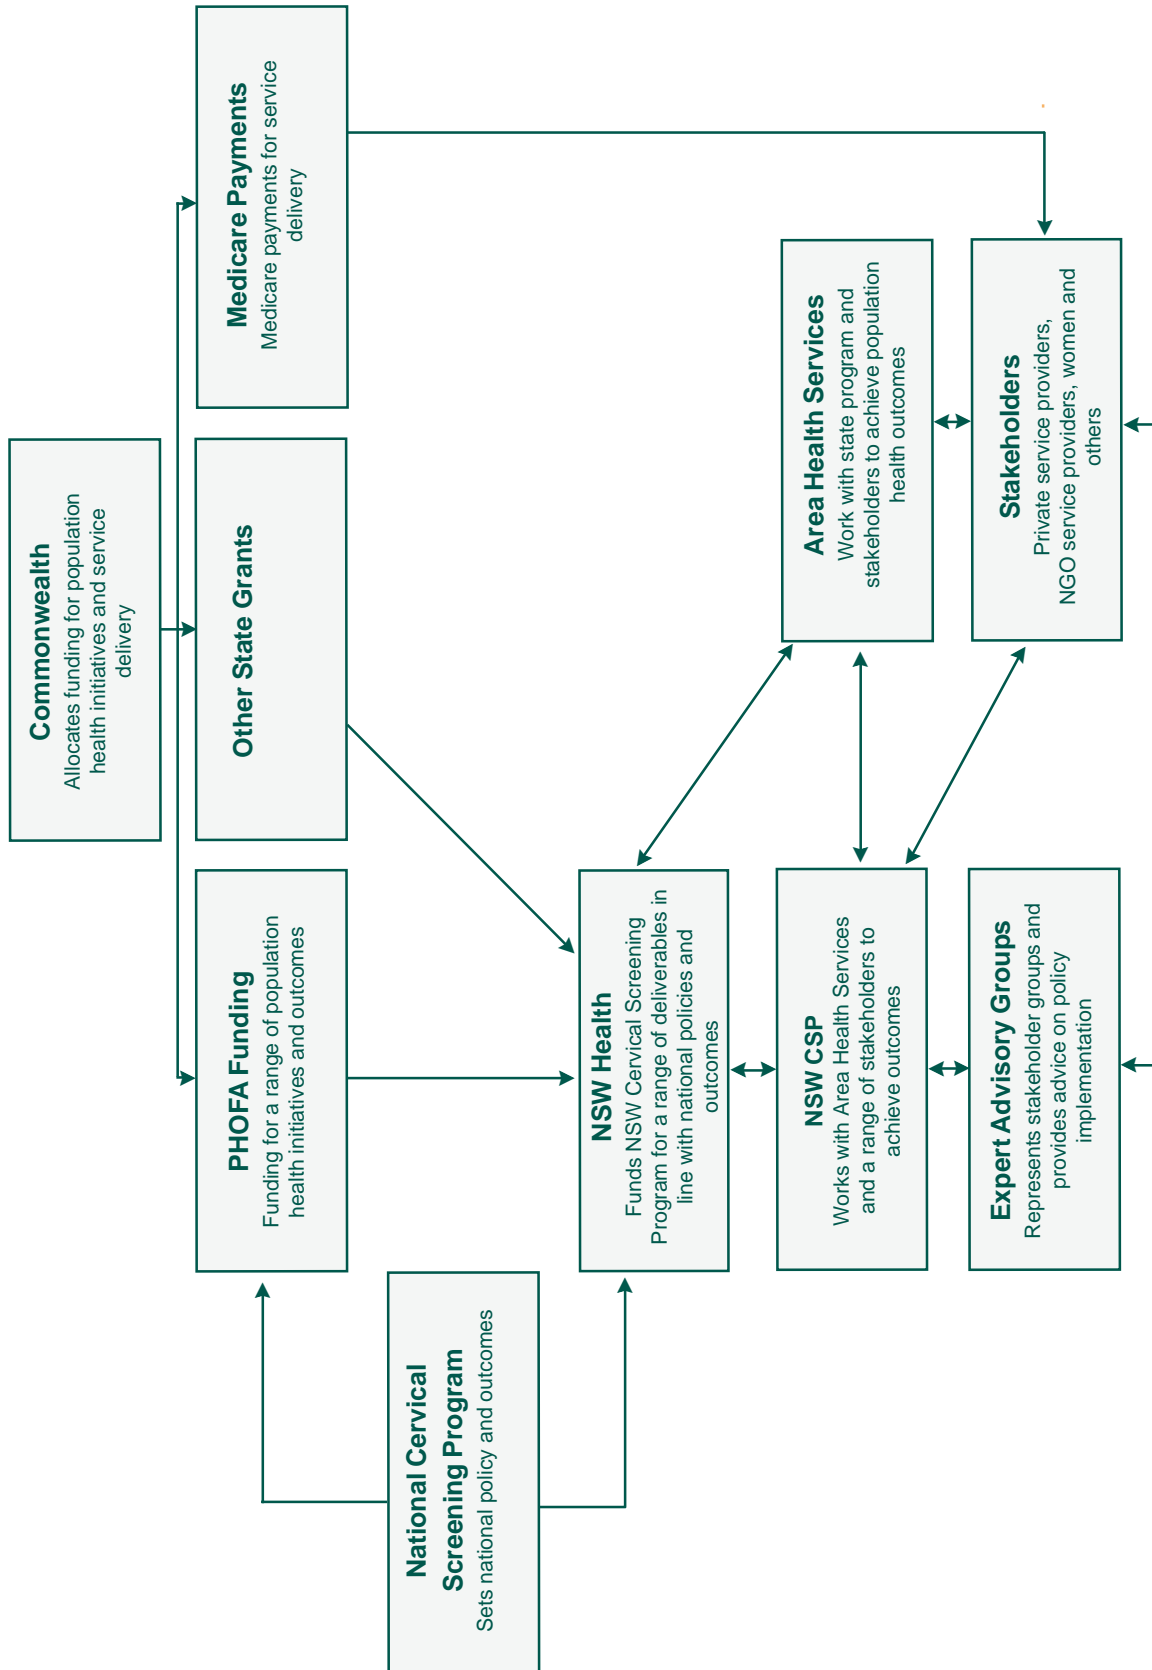 Commonwealth
Allocates funding for population
health initiatives and service
delivery
PHOFA Funding
Funding for a range of population
health initiatives and outcomes
Other State Grants
Medicare Payments
Medicare payments for service
delivery
National Cervical
Screening Program
Sets national policy and outcomes
NSW Health
Funds NSW Cervical Screening
Program for a range of deliverables in
line with national policies and
outcomes
NSW CSP
Works with Area Health Services
and a range of stakeholders to
achieve outcomes
Area Health Services
Work with state program and
stakeholders to achieve population
health outcomes
Expert Advisory Groups
Represents stakeholder groups and
provides advice on policy
implementation
Stakeholders
Private service providers,
NGO service providers, women and
others